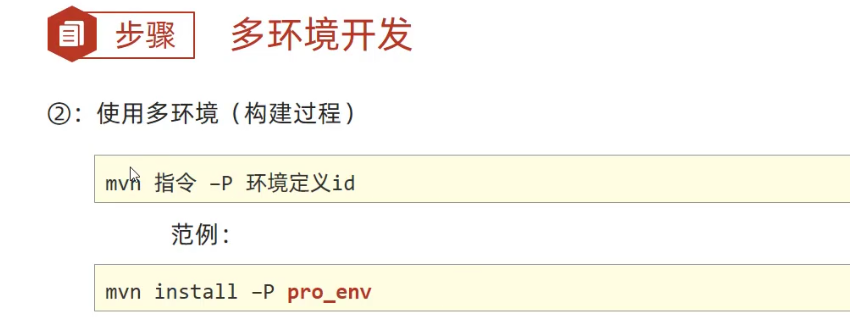 步骤 多环境开发
②：使用多环境（构建过程）
mvn 指令 –P 环境定义id
范例：
mvn install –P pro_env